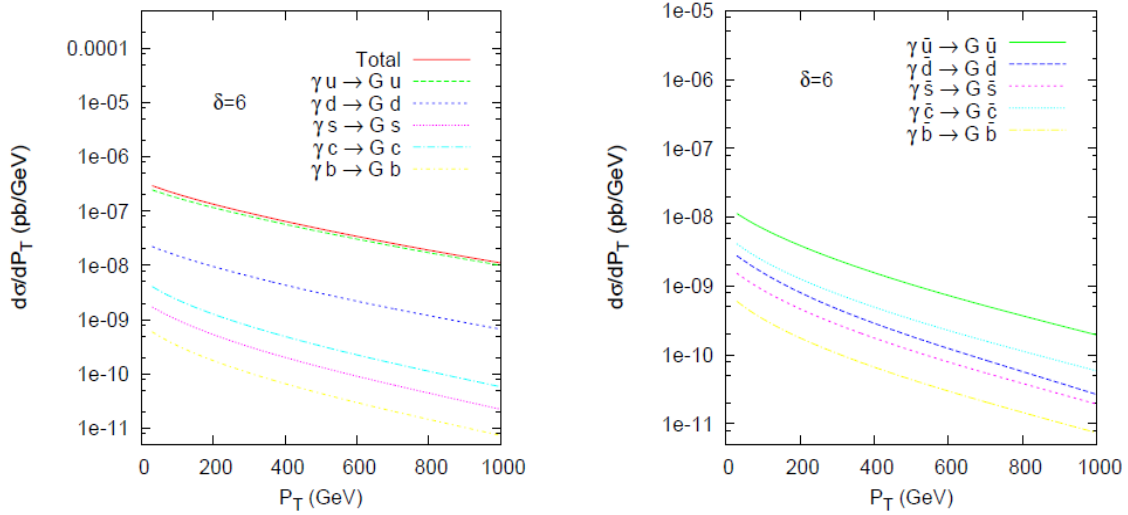 0.0001
1e-05
1e-06
1e-07
1e-08
1e-09
1e-10
1e-11
dσ/dP_T (pb/GeV)
δ=6
Total
γ u → G u
γ d → G d
γ s → G s
γ c → G c
γ b → G b
0 200 400 600 800 1000
P_T (GeV)
1e-05
1e-06
1e-07
1e-08
1e-09
1e-10
1e-11
dσ/dP_T (pb/GeV)
δ=6
γ ū → G ū
γ d̄ → G d̄
γ s̄ → G s̄
γ c̄ → G c̄
γ b̄ → G b̄
0 200 400 600 800 1000
P_T (GeV)